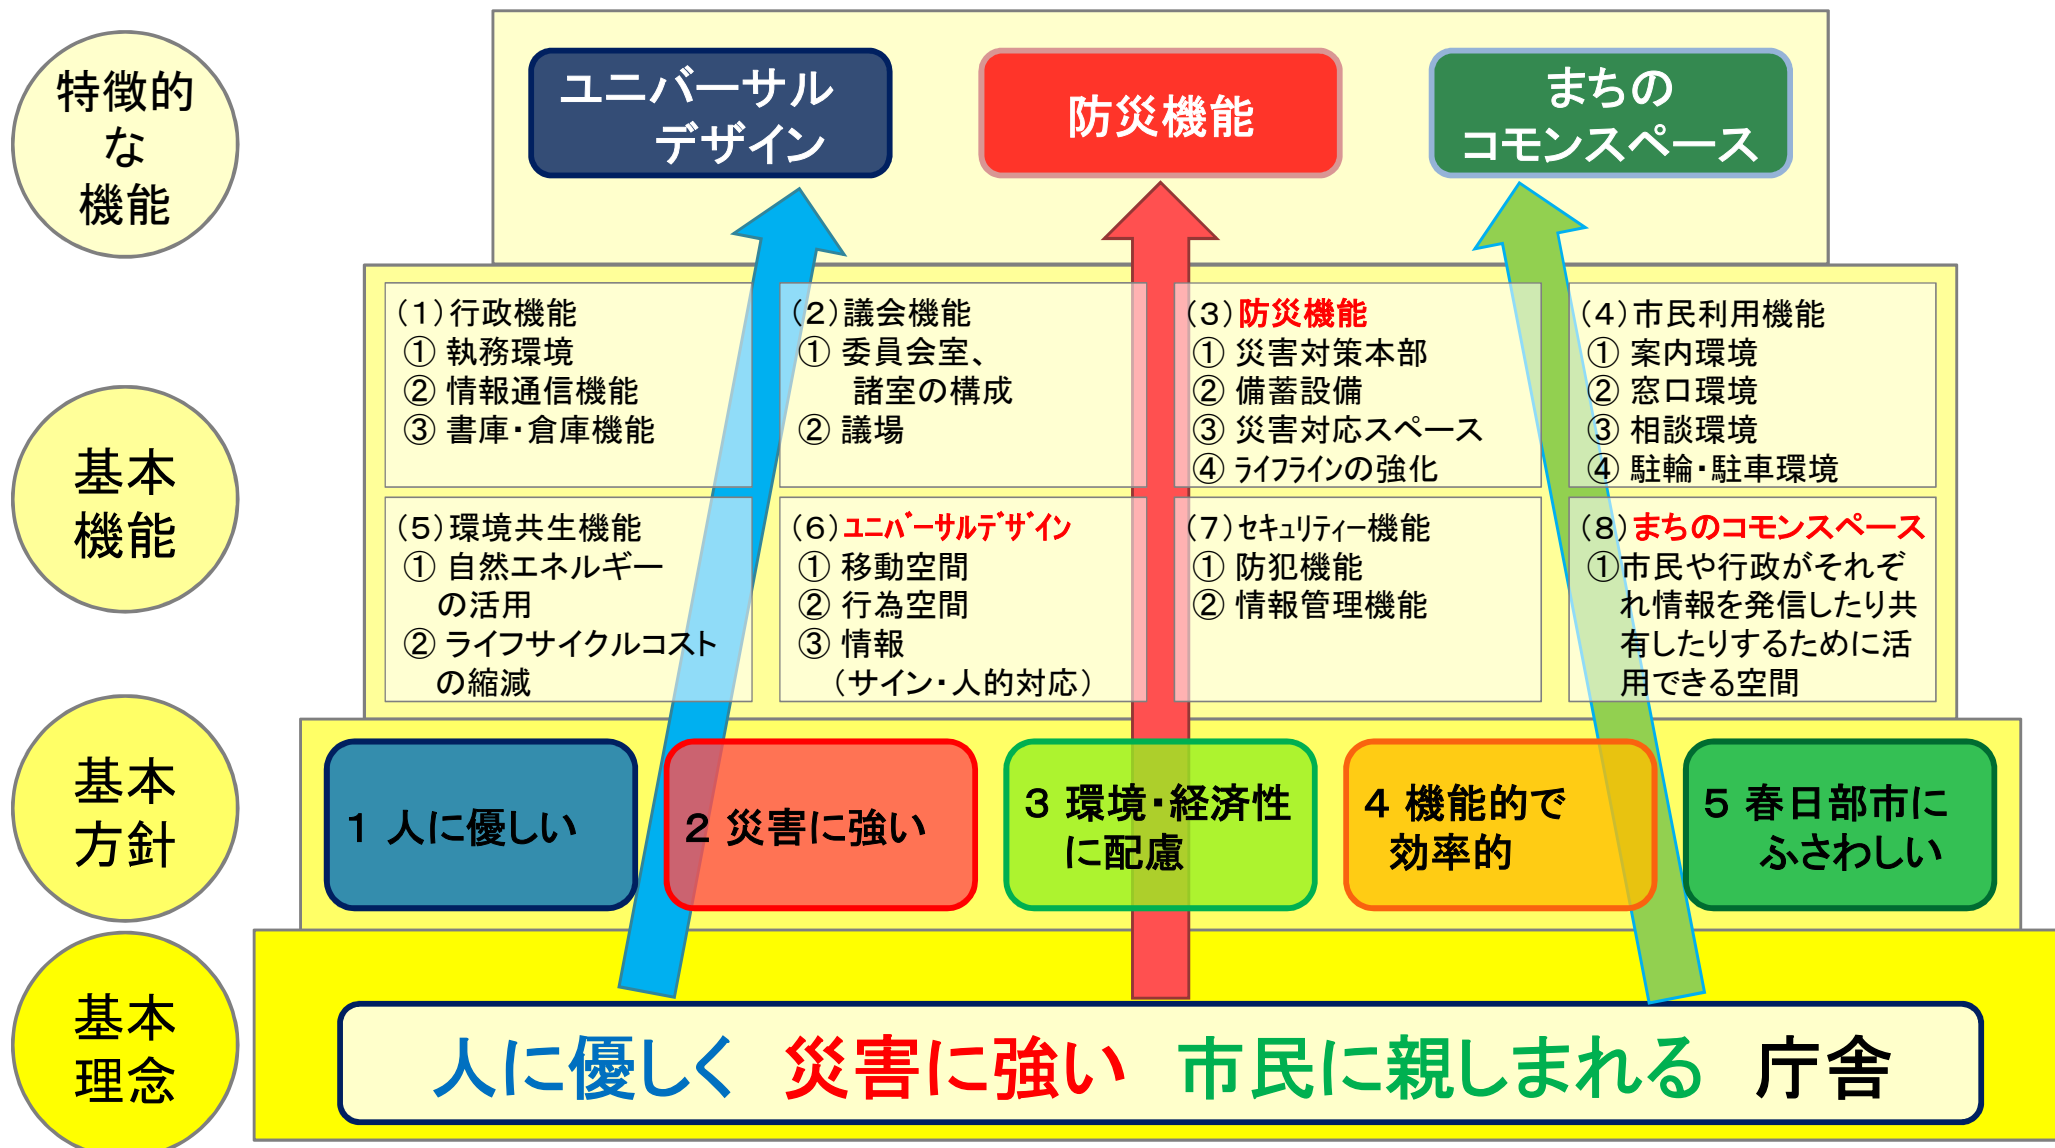 特徴的
な
機能
ユニバーサル
デザイン
防災機能
まちの
コモンスペース
基本
機能
（１）行政機能
① 執務環境
② 情報通信機能
③ 書庫・倉庫機能
（２）議会機能
① 委員会室、
諸室の構成
② 議場
（３）防災機能
① 災害対策本部
② 備蓄設備
③ 災害対応スペース
④ ﾗｲﾌﾗｲﾝの強化
（４）市民利用機能
① 案内環境
② 窓口環境
③ 相談環境
④ 駐輪・駐車環境
（５）環境共生機能
① 自然エネルギー
の活用
② ライフサイクルコスト
の縮減
（６）ﾕﾆﾊﾞｰｻﾙﾃﾞｻﾞｲﾝ
① 移動空間
② 行為空間
③ 情報
（サイン・人的対応）
（７）ｾｷｭﾘﾃｨｰ機能
① 防犯機能
② 情報管理機能
（８）まちのコモンスペース
①市民や行政がそれぞ
れ情報を発信したり共
有したりするために活
用できる空間
基本
方針
１ 人に優しい
２ 災害に強い
３ 環境・経済性
に配慮
４ 機能的で
効率的
５ 春日部市に
ふさわしい
基本
理念
人に優しく 災害に強い 市民に親しまれる 庁舎